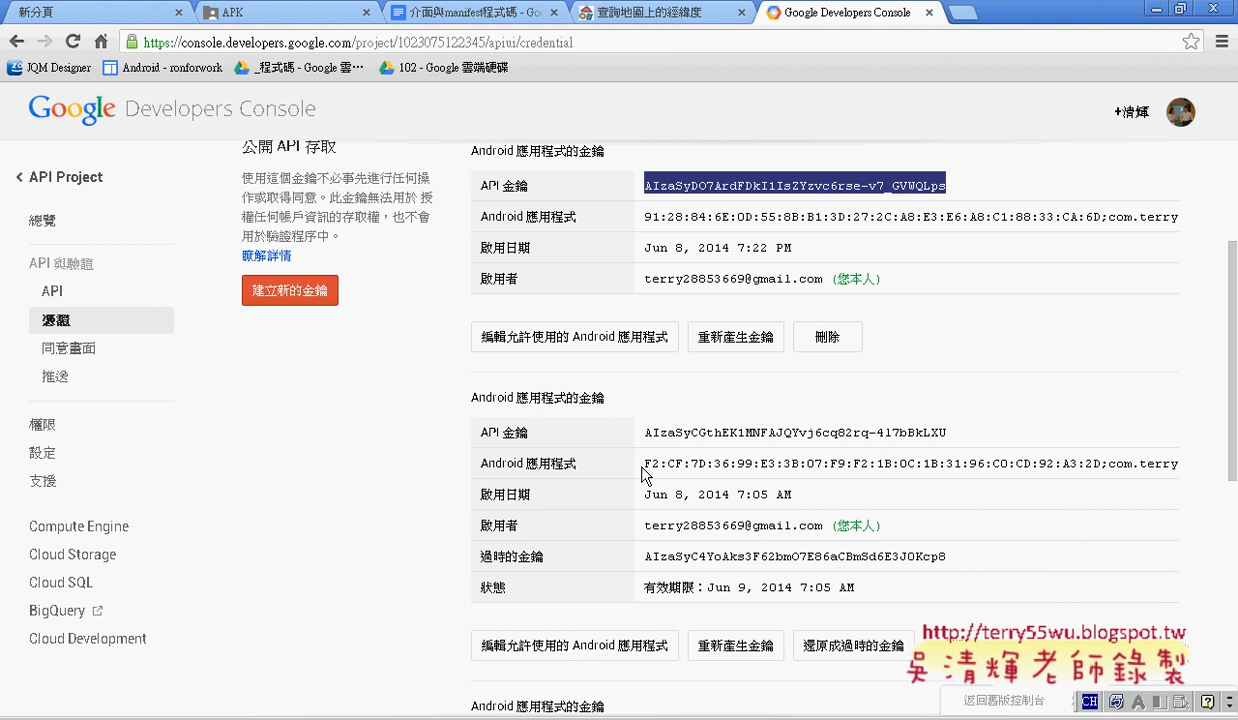 新分頁
APK
介面與manifest程式碼 - Go
查詢地圖上的經緯度
Google Developers Console
https://console.developers.google.com/project/1023075122345/apiui/credential
JQM Designer
Android - ronforwork
_程式碼 - Google 雲…
102 - Google 雲端硬碟
Google Developers Console
+清輝
API Project
總覽
API 與驗證
API
憑證
同意畫面
推送
權限
設定
支援
Compute Engine
Cloud Storage
Cloud SQL
BigQuery
Cloud Development
公開 API 存取
使用這個金鑰不必事先進行任何操
作或取得同意。此金鑰無法用於 授
權任何帳戶資訊的存取權，也不會
用於驗證程序中。
瞭解詳情
建立新的金鑰
Android 應用程式的金鑰
API 金鑰
AIzaSyDO7ArdFDkI1IsZYzvc6rse-v7_GVWQLps
Android 應用程式
91:28:84:6E:0D:55:8B:B1:3D:27:2C:A8:E3:E6:A8:C1:88:33:CA:6D;com.terry
啟用日期
Jun 8, 2014 7:22 PM
啟用者
terry28853669@gmail.com (您本人)
編輯允許使用的 Android 應用程式
重新產生金鑰
刪除
Android 應用程式的金鑰
API 金鑰
AIzaSyCGthEK1MNFAJQYvj6cq82rq-4l7bBkLXU
Android 應用程式
F2:CF:7D:36:99:E3:3B:07:F9:F2:1B:0C:1B:31:96:C0:CD:92:A3:2D;com.terry
啟用日期
Jun 8, 2014 7:05 AM
啟用者
terry28853669@gmail.com (您本人)
過時的金鑰
AIzaSyC4YoAks3F62bmO7E86aCBmSd6E3JOKcp8
狀態
有效期限：Jun 9, 2014 7:05 AM
編輯允許使用的 Android 應用程式
重新產生金鑰
還原成過時的金鑰
Android 應用程式的金鑰
http://terry55wu.blogspot.tw
吳清輝老師錄製
返回舊版控制台
CH